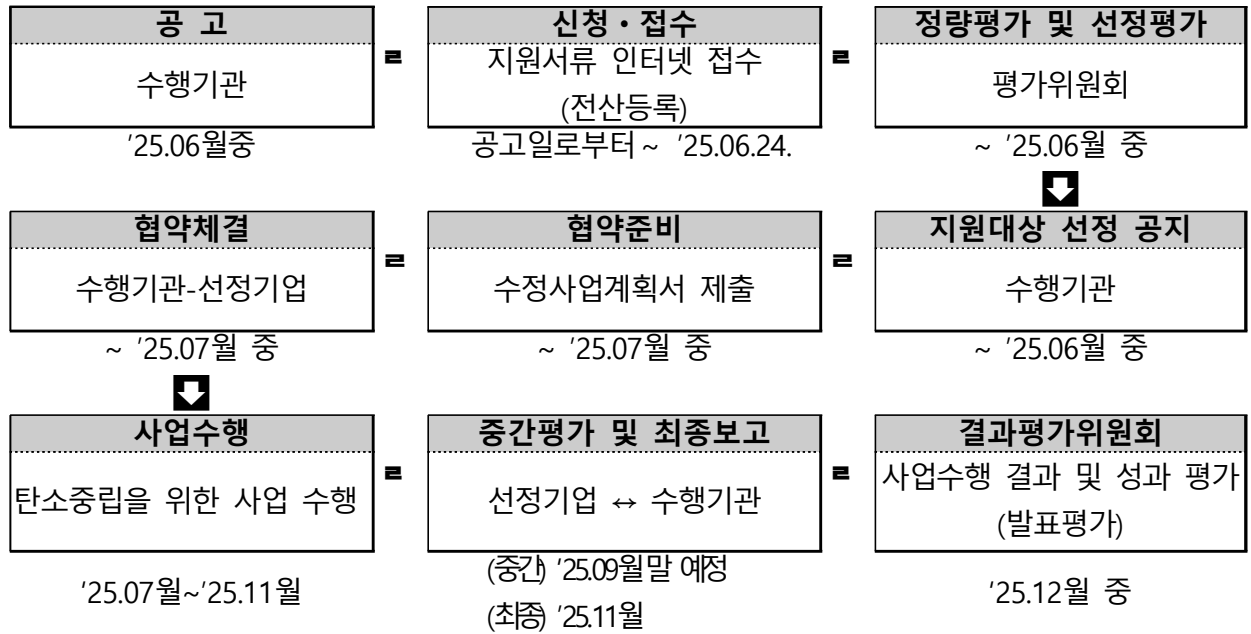 공 고
수행기관
'25.06월중
ㄹ
신청·접수
지원서류 인터넷 접수
(전산등록)
공고일로부터 ~ '25.06.24.
ㄹ
정량평가 및 선정평가
평가위원회
~ '25.06월 중
협약체결
수행기관-선정기업
~ '25.07월 중
ㄹ
협약준비
수정사업계획서 제출
~ '25.07월 중
ㄹ
지원대상 선정 공지
수행기관
~ '25.06월 중
사업수행
탄소중립을 위한 사업 수행
'25.07월~'25.11월
ㄹ
중간평가 및 최종보고
선정기업 ↔ 수행기관
(중간) '25.09월말 예정
(최종) '25.11월
ㄹ
결과평가위원회
사업수행 결과 및 성과 평가
(발표평가)
'25.12월 중